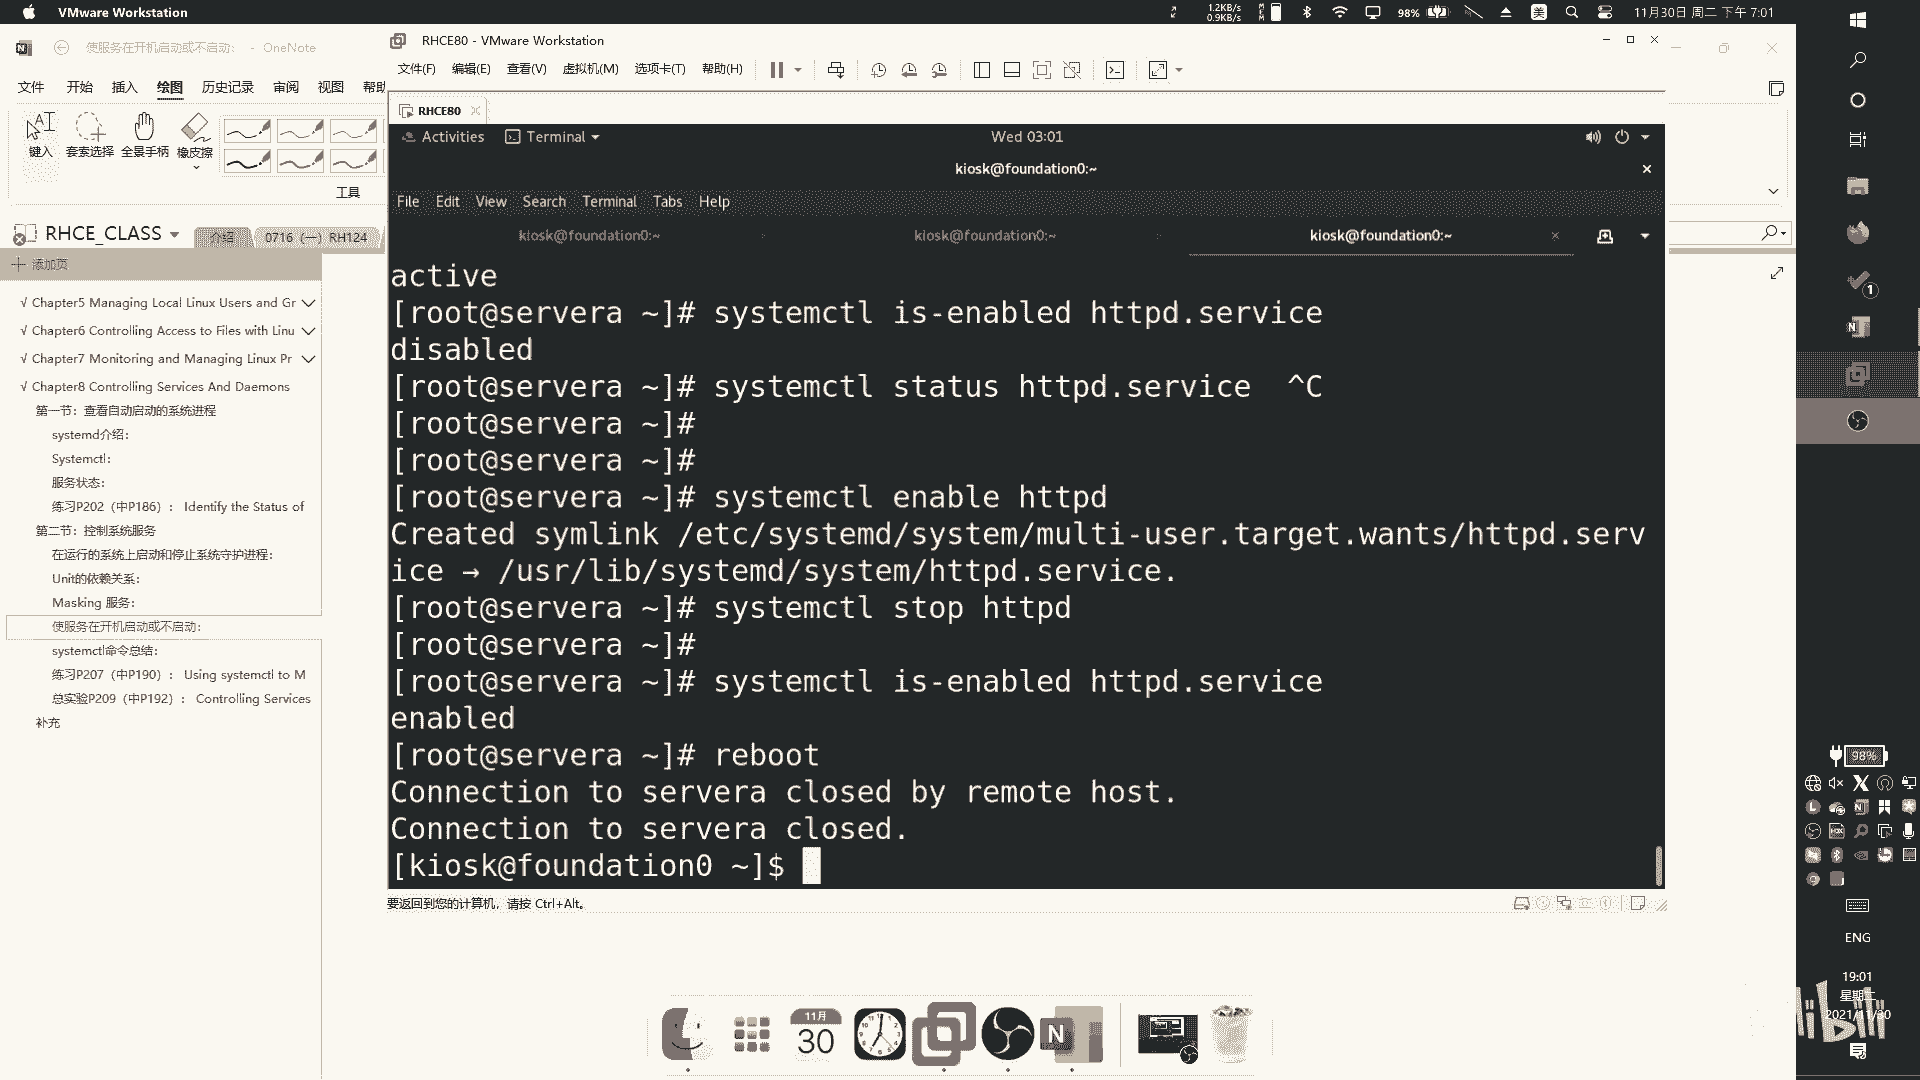 VMware Workstation
1.2KB/s
0.9KB/s
98%
美
11月30日 周二 下午 7:01
使服务在开机启动或不启动: - OneNote
RHCE80 - VMware Workstation
文件 开始 插入 绘图 历史记录 审阅 视图 帮助
文件(F) 编辑(E) 查看(V) 虚拟机(M) 选项卡(T) 帮助(H)
键入 套索选择 全景手柄 橡皮擦
工具
RHCE80
Activities Terminal Wed 03:01
kiosk@foundation0:~
File Edit View Search Terminal Tabs Help
kiosk@foundation0:~ kiosk@foundation0:~ kiosk@foundation0:~
RHCE_CLASS 介绍 0716 (一) RH124
添加页
√ Chapter5 Managing Local Linux Users and Gr
√ Chapter6 Controlling Access to Files with Linu
√ Chapter7 Monitoring and Managing Linux Pr
√ Chapter8 Controlling Services And Daemons
第一节: 查看自动启动的系统进程
systemd介绍:
Systemctl:
服务状态:
练习P202 (中P186) : Identify the Status of
第二节: 控制系统服务
在运行的系统上启动和停止系统守护进程:
Unit的依赖关系:
Masking 服务:
使服务在开机启动或不启动:
systemctl命令总结:
练习P207 (中P190) : Using systemctl to M
总实验P209 (中P192) : Controlling Services
补充
active
[root@servera ~]# systemctl is-enabled httpd.service
disabled
[root@servera ~]# systemctl status httpd.service  ^C
[root@servera ~]#
[root@servera ~]#
[root@servera ~]# systemctl enable httpd
Created symlink /etc/systemd/system/multi-user.target.wants/httpd.serv
ice → /usr/lib/systemd/system/httpd.service.
[root@servera ~]# systemctl stop httpd
[root@servera ~]#
[root@servera ~]# systemctl is-enabled httpd.service
enabled
[root@servera ~]# reboot
Connection to servera closed by remote host.
Connection to servera closed.
[kiosk@foundation0 ~]$
要返回到您的计算机，请按 Ctrl+Alt。
1
98%
ENG
19:01
星期二
2021/11/30
11月
30
N